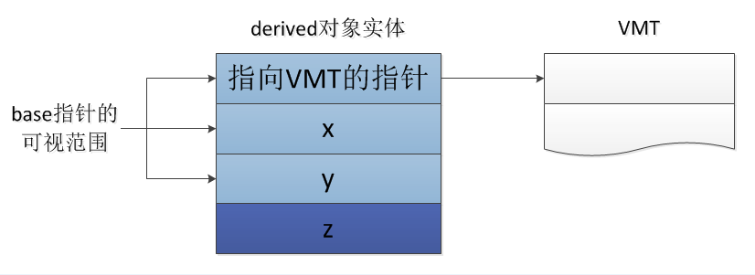 derived对象实体
VMT
指向VMT的指针
base指针的
可视范围
x
y
z